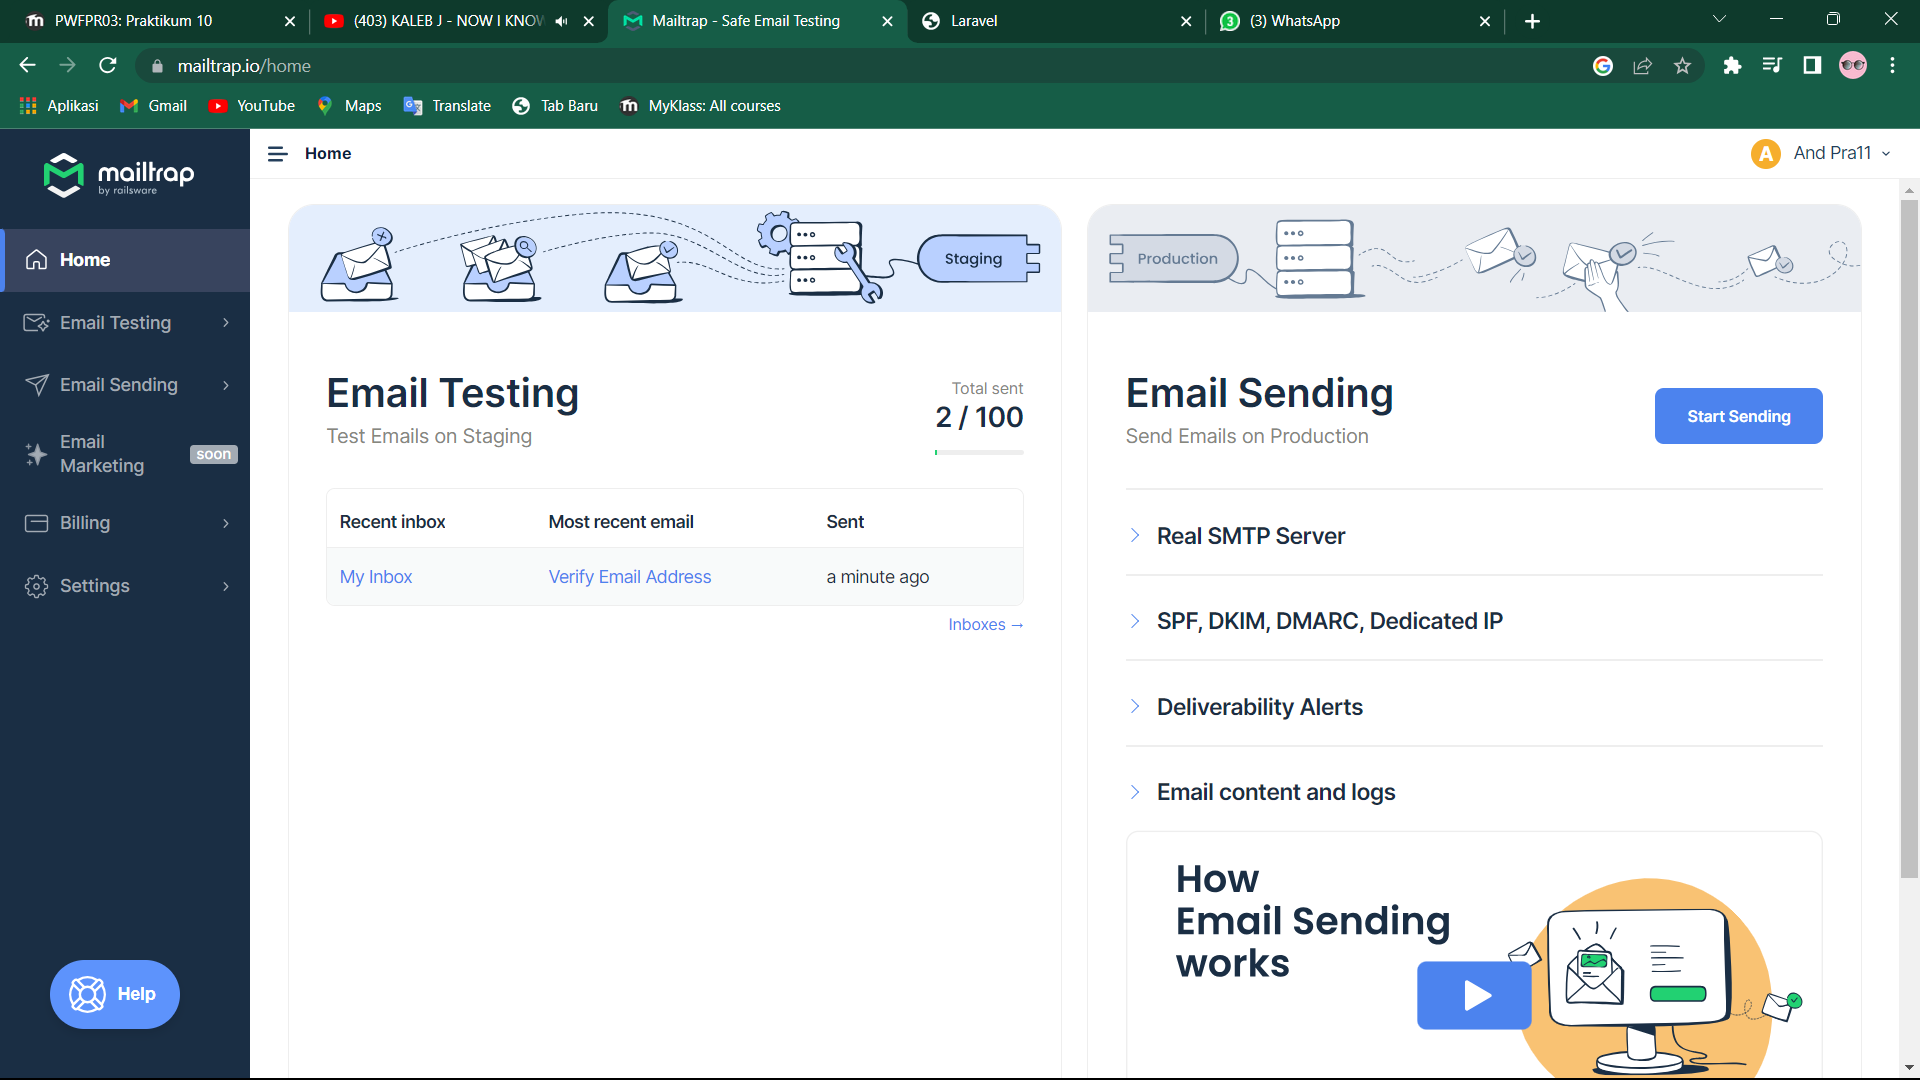 PWFPR03: Praktikum 10
(403) KALEB J - NOW I KNOW
Mailtrap - Safe Email Testing
Laravel
3
(3) WhatsApp
mailtrap.io/home
Aplikasi
Gmail
YouTube
Maps
Translate
Tab Baru
MyKlass: All courses
mailtrap
by railsware
Home
A
And Pra11
Home
Email Testing
Email Sending
Email
Marketing
soon
Billing
Settings
Help
Staging
Email Testing
Test Emails on Staging
Total sent
2 / 100
Recent inbox
Most recent email
Sent
My Inbox
Verify Email Address
a minute ago
Inboxes →
Production
Email Sending
Send Emails on Production
Start Sending
Real SMTP Server
SPF, DKIM, DMARC, Dedicated IP
Deliverability Alerts
Email content and logs
How
Email Sending
works